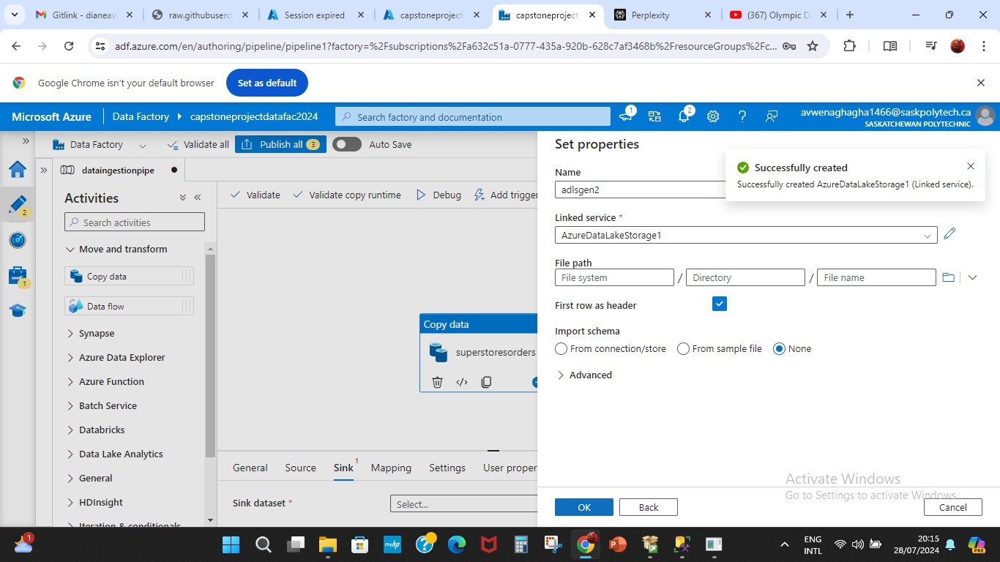 Gitlink - dianeav
raw.githubuserc
Session expired
capstoneproject
capstoneproject
Perplexity
(367) Olympic D
adf.azure.com/en/authoring/pipeline/pipeline1?factory=%2Fsubscriptions%2Fa632c51a-0777-435a-920b-628c7af3468b%2FresourceGroups%2Fc...
Google Chrome isn't your default browser
Set as default
Microsoft Azure
Data Factory
capstoneprojectdatafac2024
Search factory and documentation
1
2
avwenaghagha1466@saskpolytech.ca
SASKATCHEWAN POLYTECHNIC
Data Factory
Validate all
Publish all 3
Auto Save
dataingestionpipe
2
1
Activities
Search activities
Move and transform
Copy data
Data flow
Synapse
Azure Data Explorer
Azure Function
Batch Service
Databricks
Data Lake Analytics
General
HDInsight
Iteration & conditionals
Validate
Validate copy runtime
Debug
Add trigger
Copy data
superstoresorders
General
Source
Sink 1
Mapping
Settings
User proper
Sink dataset *
Select...
Set properties
Successfully created
Successfully created AzureDataLakeStorage1 (Linked service).
Name
adlsgen2
Linked service *
AzureDataLakeStorage1
File path
File system / Directory / File name
First row as header
Import schema
From connection/store
From sample file
None
Advanced
Activate Windows
Go to Settings to activate Windows.
OK
Back
Cancel
1
myhp
ENG
INTL
20:15
28/07/2024
PRE